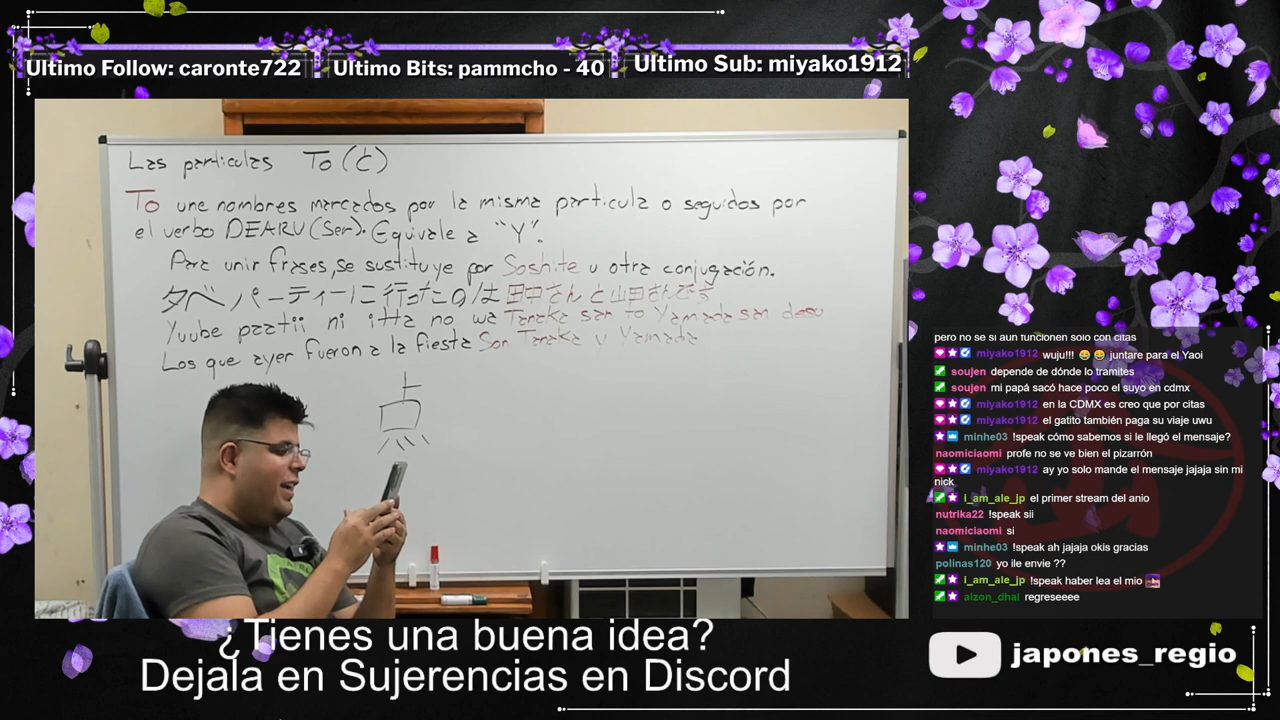 Ultimo Follow: caronte722
Ultimo Bits: pammcho - 40
Ultimo Sub: miyako1912
Las particulas To (と)
To une nombres marcados por la misma particula o seguidos por
el verbo DEARU (Ser). Equivale a "Y".
Para unir frases, se sustituye por Soshite u otra conjugación.
夕べ パーティーに行ったのは田中さんと山田さんです
Yuube paatii ni itta no wa Tanaka san to Yamada san desu
Los que ayer fueron a la fiesta Son Tanaka y Yamada
pero no se si aun funcionen solo con citas
miyako1912 wuju!!! 😂 😂 juntare para el Yaoi
soujen depende de dónde lo tramites
soujen mi papá sacó hace poco el suyo en cdmx
miyako1912 en la CDMX es creo que por citas
miyako1912 el gatito también paga su viaje uwu
minhe03 !speak cómo sabemos si le llegó el mensaje?
naomiciaomi profe no se ve bien el pizarrón
miyako1912 ay yo solo mande el mensaje jajaja sin mi
nick
i_am_ale_jp el primer stream del anio
nutrika22 !speak sii
naomiciaomi si
minhe03 !speak ah jajaja okis gracias
polinas120 yo ile envie ??
i_am_ale_jp !speak haber lea el mio
aizon_dhal regreseeee
¿Tienes una buena idea?
Dejala en Sujerencias en Discord
japones_regio